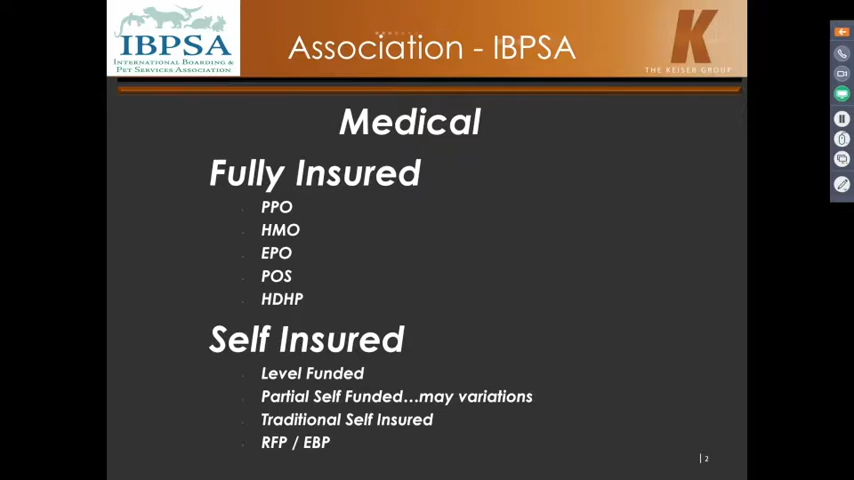 IBPSA
INTERNATIONAL BOARDING &
PET SERVICES ASSOCIATION
Association - IBPSA
K
THE KEISER GROUP
Medical
Fully Insured
PPO
HMO
EPO
POS
HDHP
Self Insured
Level Funded
Partial Self Funded...may variations
Traditional Self Insured
RFP / EBP
| 2